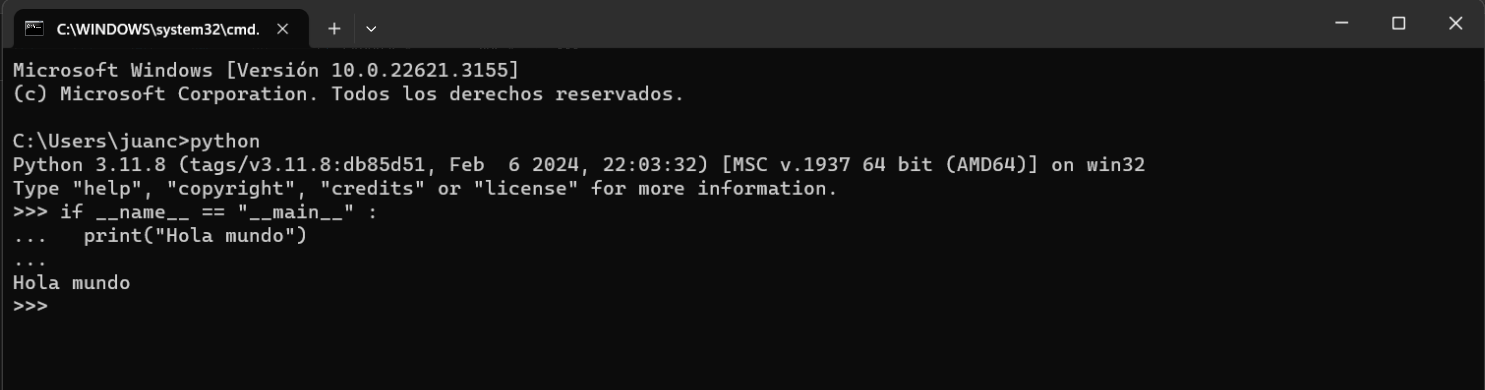 C:\WINDOWS\system32\cmd.
Microsoft Windows [Versión 10.0.22621.3155]
(c) Microsoft Corporation. Todos los derechos reservados.
C:\Users\juanc>python
Python 3.11.8 (tags/v3.11.8:db85d51, Feb  6 2024, 22:03:32) [MSC v.1937 64 bit (AMD64)] on win32
Type "help", "copyright", "credits" or "license" for more information.
>>> if __name__ == "__main__" :
...   print("Hola mundo")
...
Hola mundo
>>>